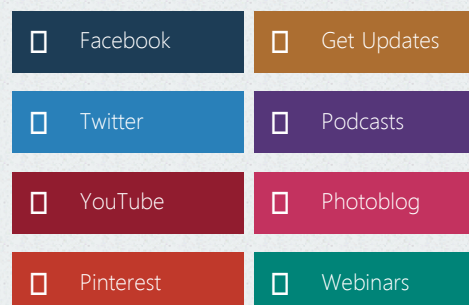 Facebook
Get Updates
Twitter
Podcasts
YouTube
Photoblog
Pinterest
Webinars